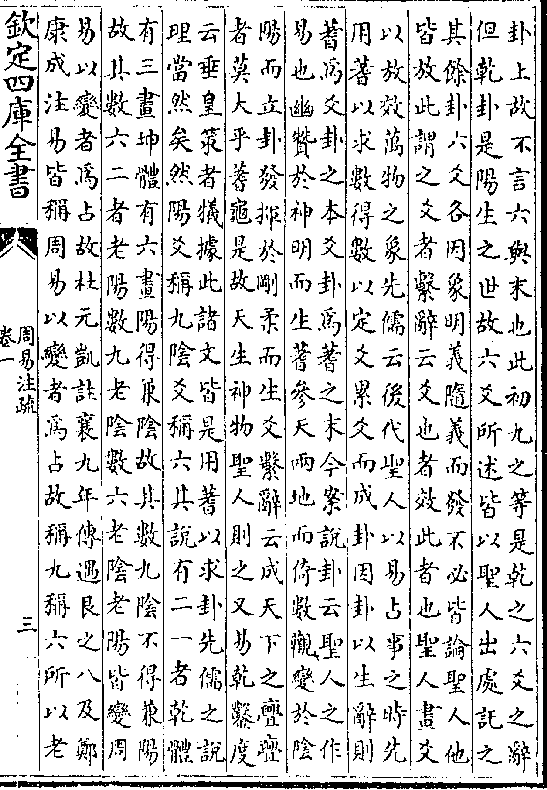 卦上故不言六與末也此初九之等是乾之六爻之辭
但乾卦是陽生之世故六爻所述皆以聖人出處託之
其餘卦六爻各因象明義隨義而發不必皆論聖人他
皆放此謂之爻者繫辭云爻也者效此者也聖人畫爻
以放效萬物之象先儒云後代聖人以易占事之時先
用蓍以求數得數以定爻累爻而成卦因卦以生辭則
蓍為爻卦之本爻卦為蓍之末今案說卦云聖人之作
易也幽贊於神明而生蓍參天兩地而倚數觀變於陰
陽而立卦發揮於剛柔而生爻繫辭云成天下之亹亹
者莫大乎蓍龜是故天生神物聖人則之又易乾鑿度
云垂皇策者犧據此諸文皆是用蓍以求卦先儒之說
理當然矣然陽爻稱九陰爻稱六其說有二一者乾體
有三畫坤體有六畫陽得兼陰故其數九陰不得兼陽
故其數六二者老陽數九老陰數六老陰老陽皆變周
易以變者為占故杜元凱註襄九年傳遇艮之八及鄭
康成注易皆稱周易以變者為占故稱九稱六所以老
欽定四庫全書
周易注疏
卷一
三